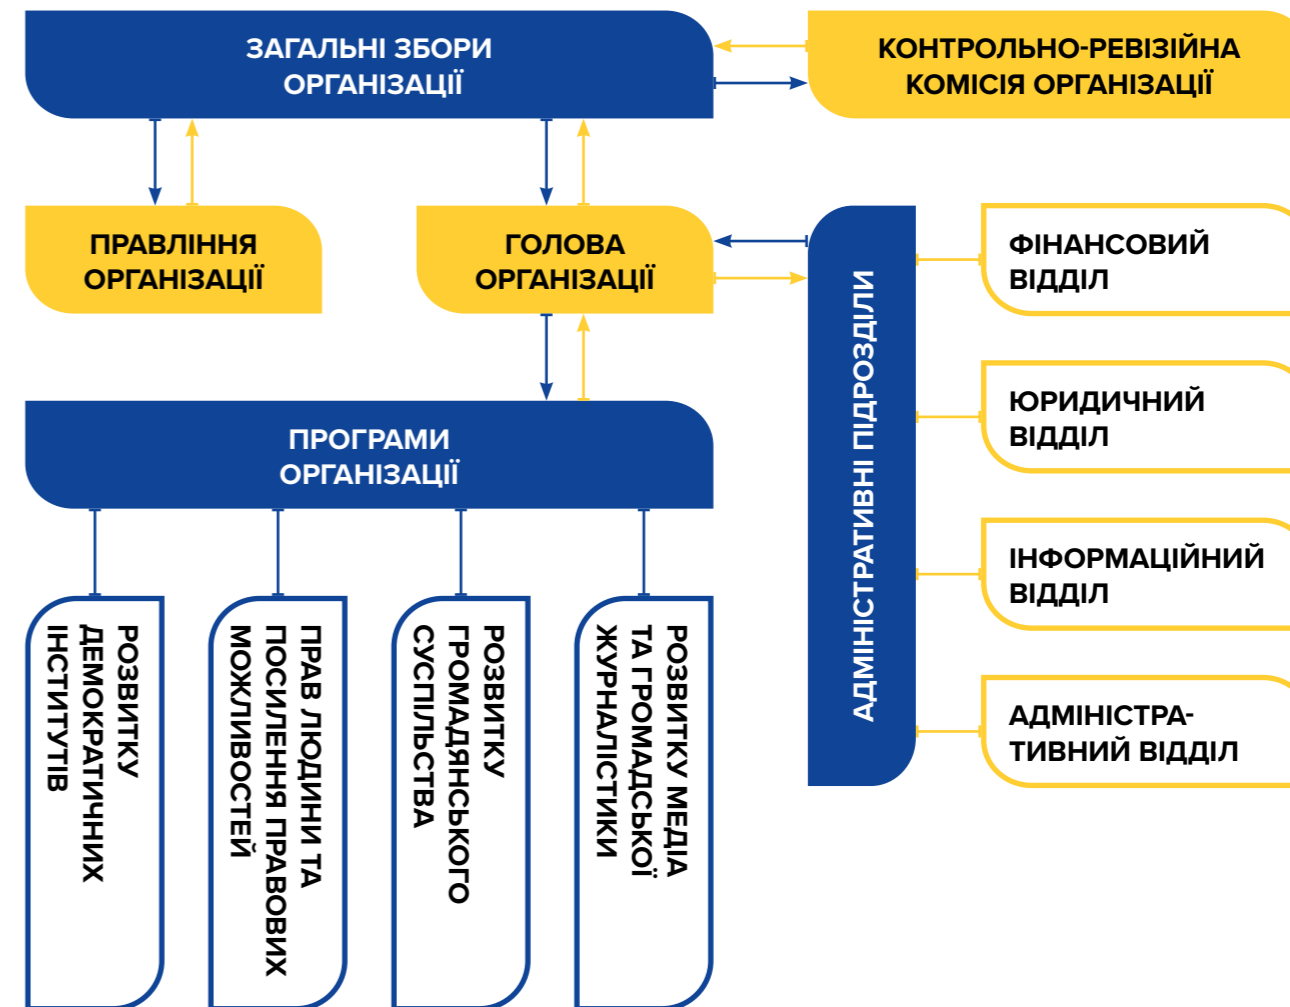 ЗАГАЛЬНІ ЗБОРИ
ОРГАНІЗАЦІЇ
КОНТРОЛЬНО-РЕВІЗІЙНА
КОМІСІЯ ОРГАНІЗАЦІЇ
ПРАВЛІННЯ
ОРГАНІЗАЦІЇ
ГОЛОВА
ОРГАНІЗАЦІЇ
АДМІНІСТРАТИВНІ ПІДРОЗДІЛИ
ФІНАНСОВИЙ
ВІДДІЛ
ЮРИДИЧНИЙ
ВІДДІЛ
ІНФОРМАЦІЙНИЙ
ВІДДІЛ
АДМІНІСТРА-
ТИВНИЙ ВІДДІЛ
ПРОГРАМИ
ОРГАНІЗАЦІЇ
РОЗВИТКУ
ДЕМОКРАТИЧНИХ
ІНСТИТУТІВ
ПРАВ ЛЮДИНИ ТА
ПОСИЛЕННЯ ПРАВОВИХ
МОЖЛИВОСТЕЙ
РОЗВИТКУ
ГРОМАДЯНСЬКОГО
СУСПІЛЬСТВА
РОЗВИТКУ МЕДІА
ТА ГРОМАДСЬКОЇ
ЖУРНАЛІСТИКИ